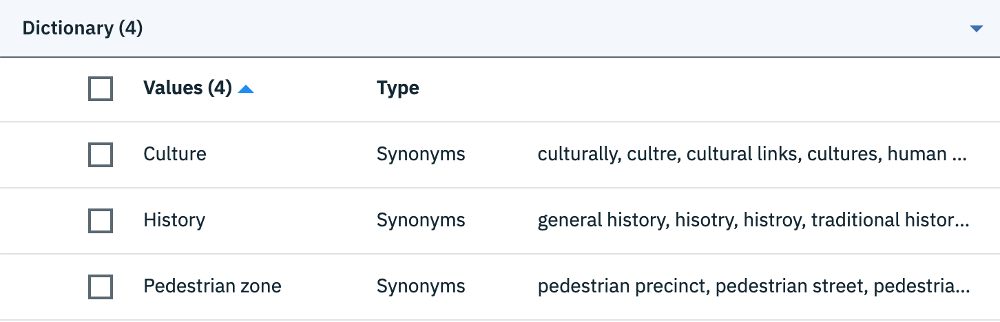 Dictionary (4)
Values (4) Type
Culture Synonyms culturally, cultre, cultural links, cultures, human ...
History Synonyms general history, hisotry, histroy, traditional histor...
Pedestrian zone Synonyms pedestrian precinct, pedestrian street, pedestria...